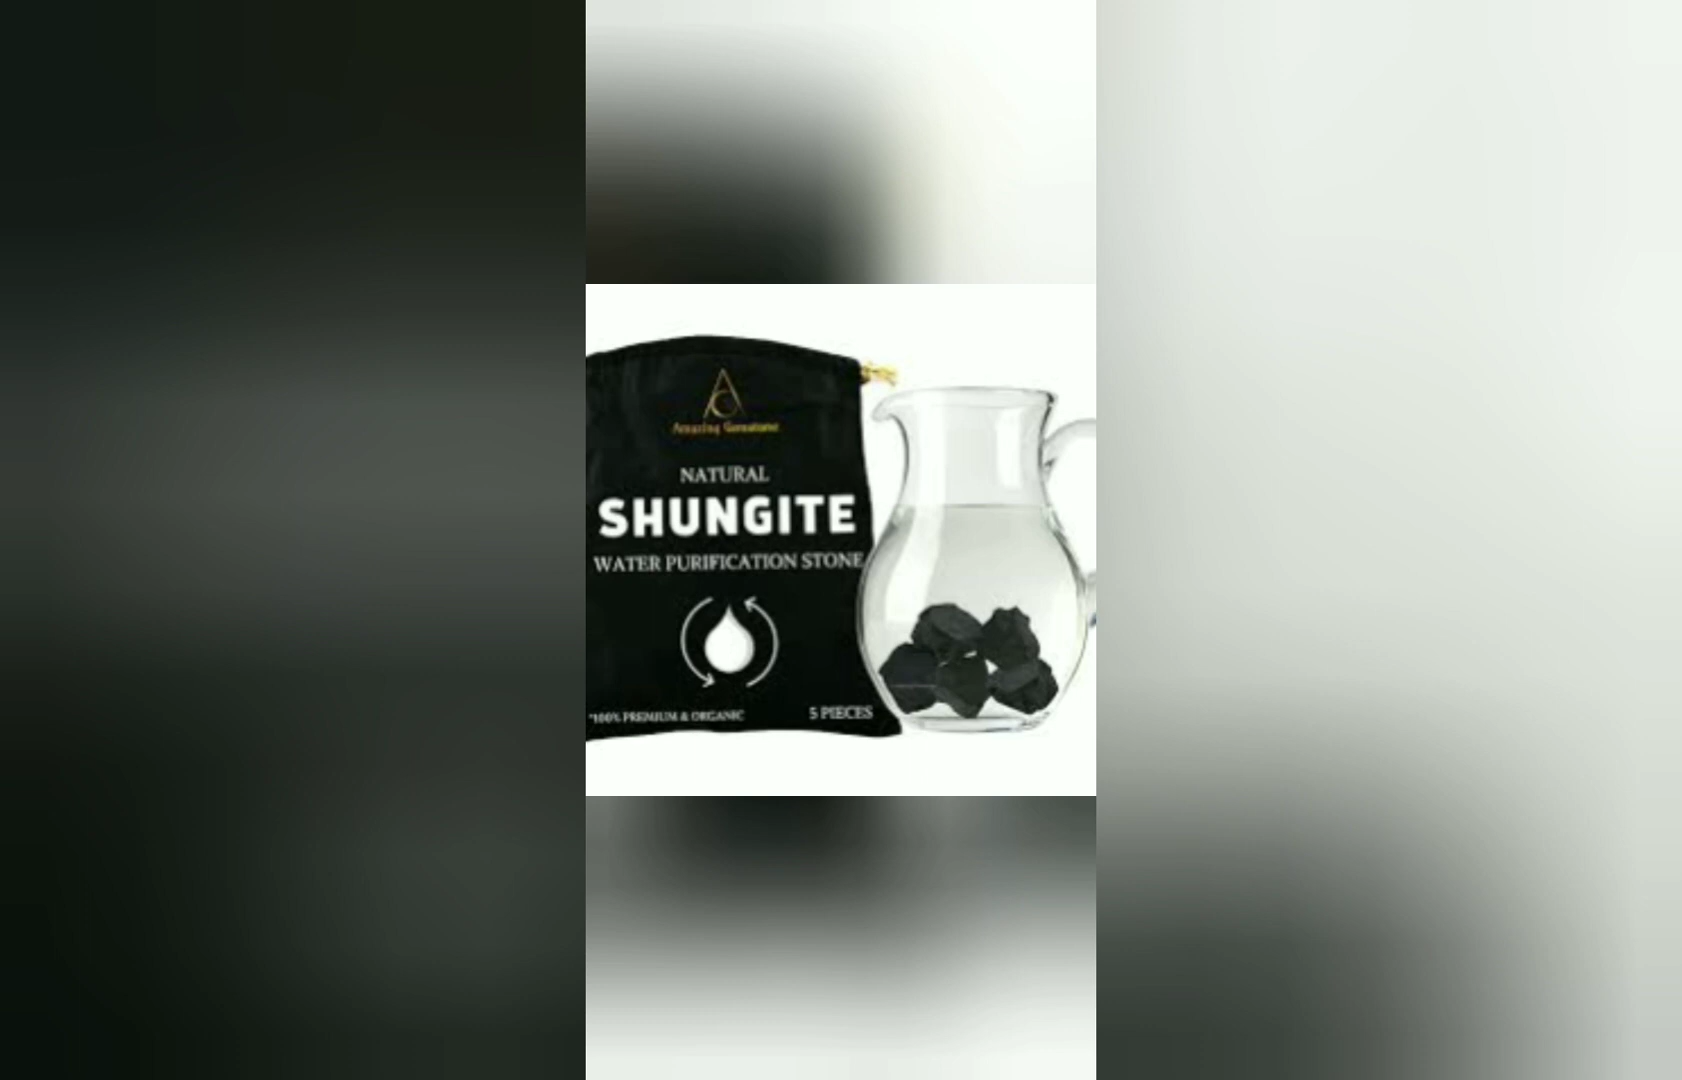 Amazing Gemstone
NATURAL
SHUNGITE
WATER PURIFICATION STONE
*100% PREMIUM & ORGANIC
5 PIECES